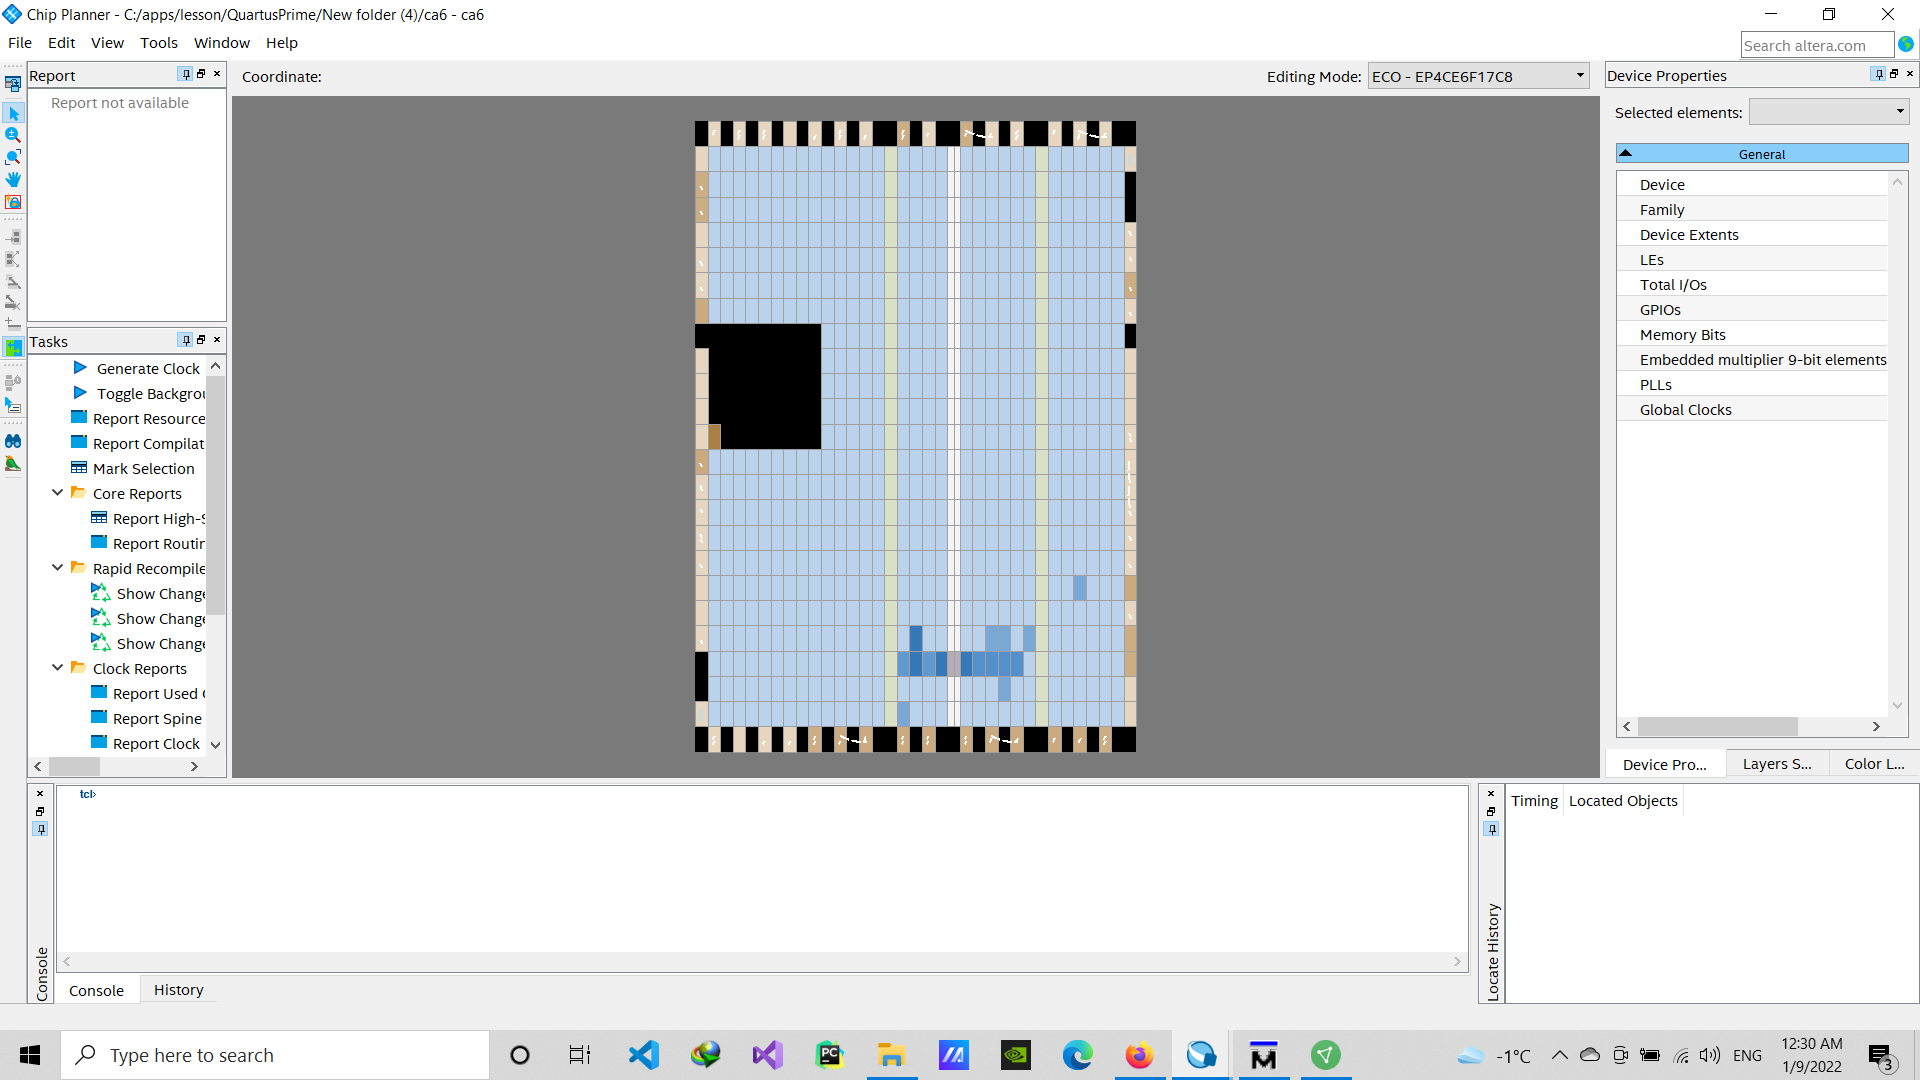 Chip Planner - C:/apps/lesson/QuartusPrime/New folder (4)/ca6 - ca6
File Edit View Tools Window Help
Search altera.com
Report
Report not available
Coordinate:
Editing Mode: ECO - EP4CE6F17C8
Device Properties
Selected elements:
General
Device
Family
Device Extents
LEs
Total I/Os
GPIOs
Memory Bits
Embedded multiplier 9-bit elements
PLLs
Global Clocks
Tasks
Generate Clock
Toggle Backgrou
Report Resource
Report Compilat
Mark Selection
Core Reports
Report High-S
Report Routin
Rapid Recompile
Show Change
Show Change
Show Change
Clock Reports
Report Used
Report Spine
Report Clock
Device Pro... Layers S... Color L...
tcl>
Console
Console History
Locate History
Timing Located Objects
Type here to search
-1°C
ENG
12:30 AM
1/9/2022
3